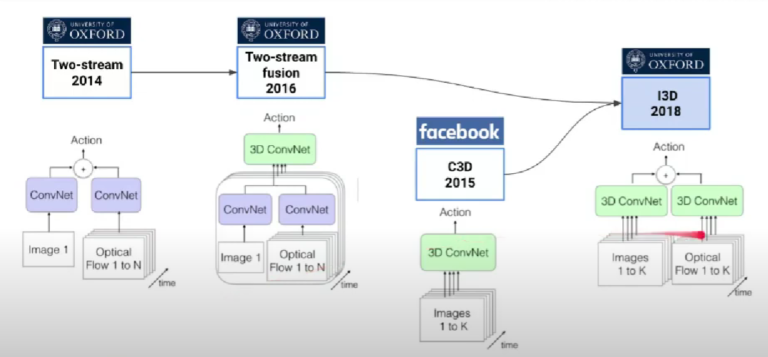 UNIVERSITY OF
OXFORD
Two-stream
2014
UNIVERSITY OF
OXFORD
Two-stream
fusion
2016
UNIVERSITY OF
OXFORD
I3D
2018
facebook
C3D
2015
Action
+
ConvNet
ConvNet
Image 1
Optical
Flow 1 to N
time
Action
3D ConvNet
ConvNet
ConvNet
Image 1
Optical
Flow 1 to N
time
Action
3D ConvNet
Images
1 to K
time
Action
+
3D ConvNet
3D ConvNet
Images
1 to K
Optical
Flow 1 to K
time